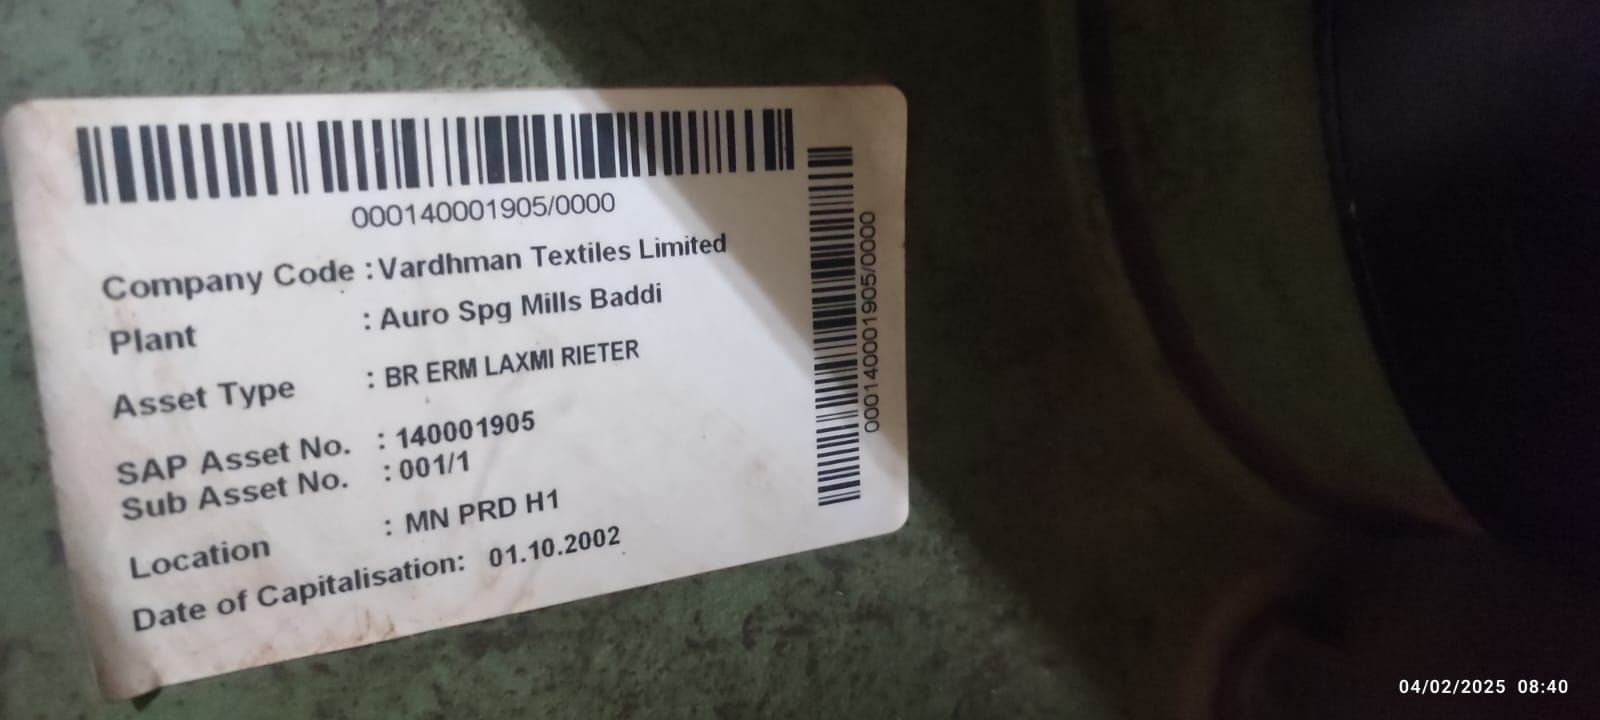 000140001905/0000
Company Code : Vardhman Textiles Limited
Plant : Auro Spg Mills Baddi
Asset Type : BR ERM LAXMI RIETER
SAP Asset No. : 140001905
Sub Asset No. : 001/1
Location : MN PRD H1
Date of Capitalisation: 01.10.2002
000140001905/0000
04/02/2025 08:40